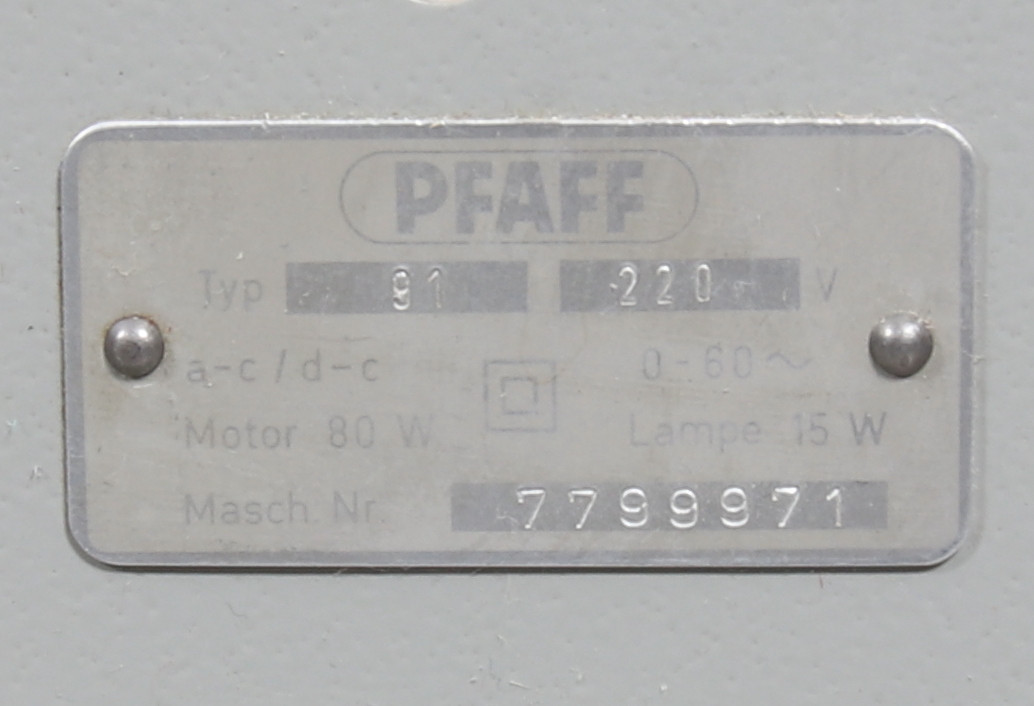 PFAFF
Typ 91 220 V
a-c / d-c 0-60~
Motor 80 W Lampe 15 W
Masch. Nr. 7799971